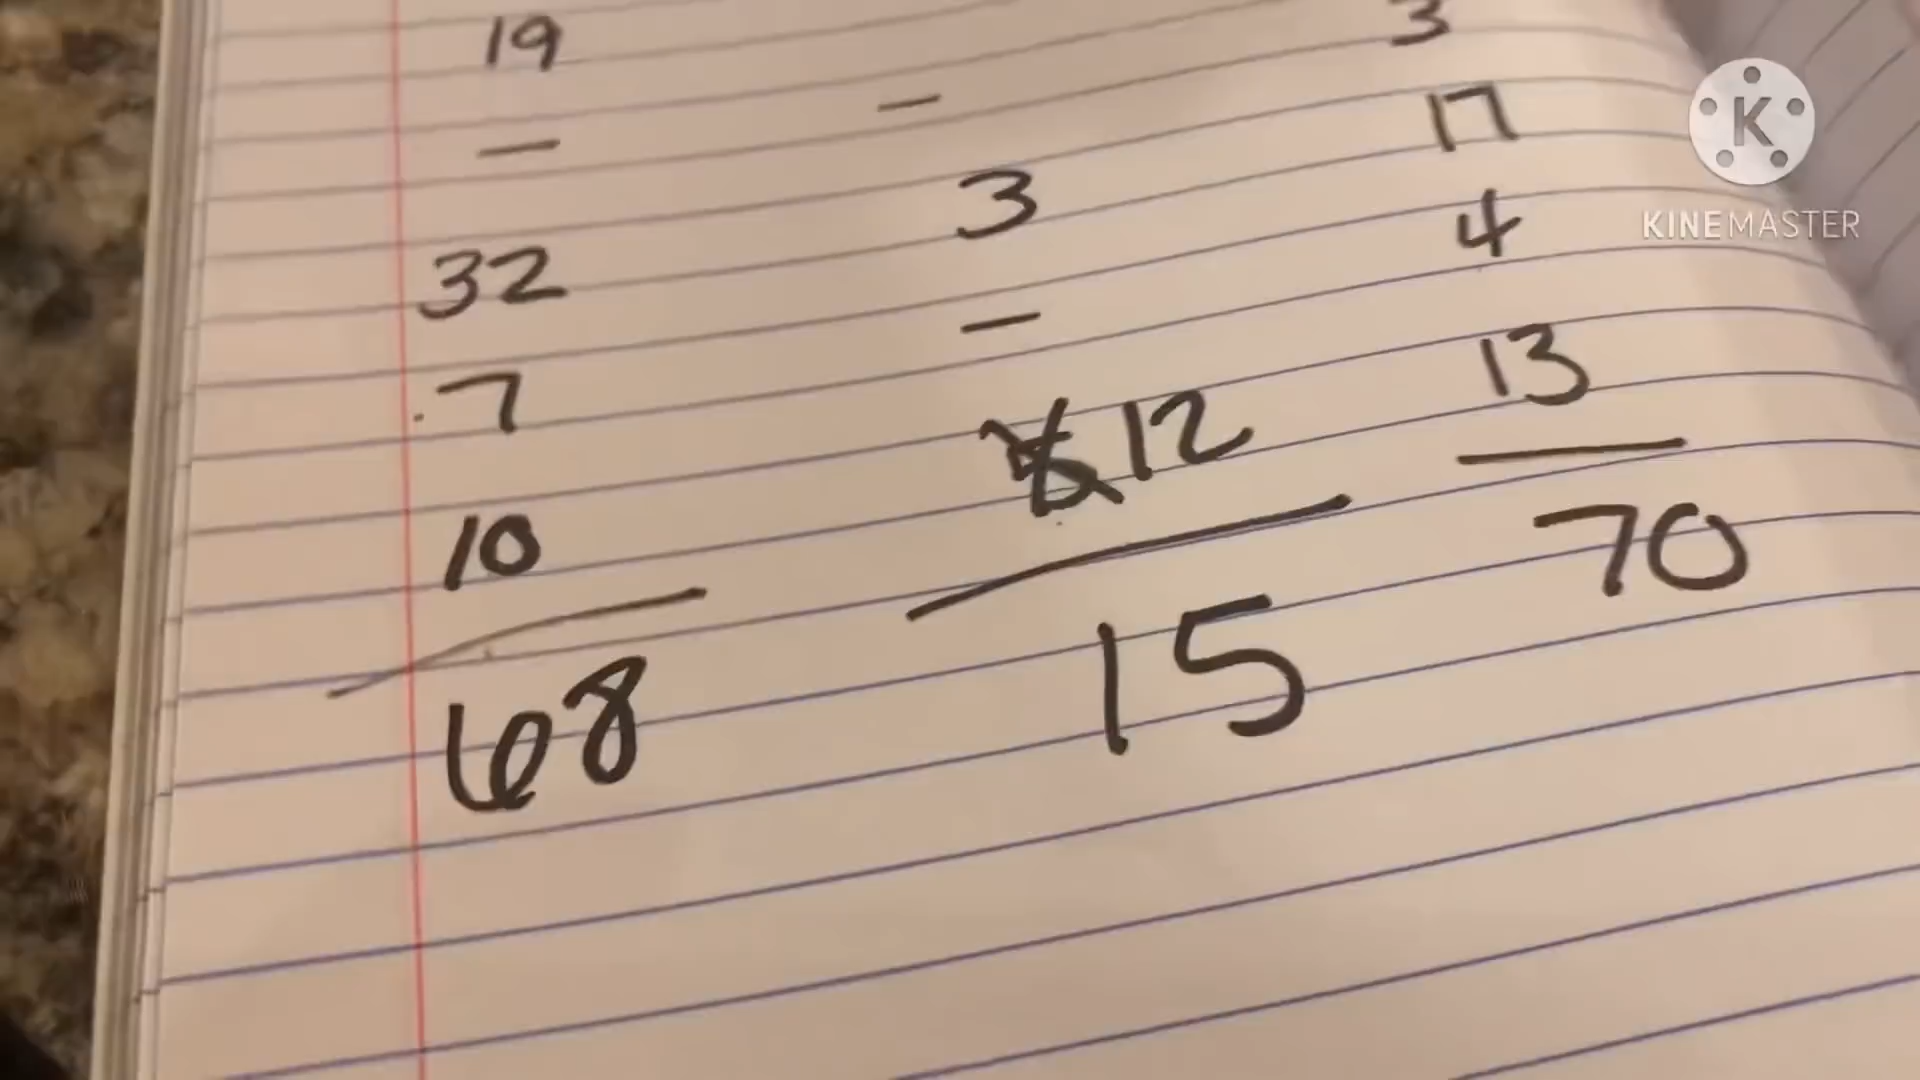 19 — 3
— 3 17
32 — 4
7 12 13
10 15 70
68
KINEMASTER